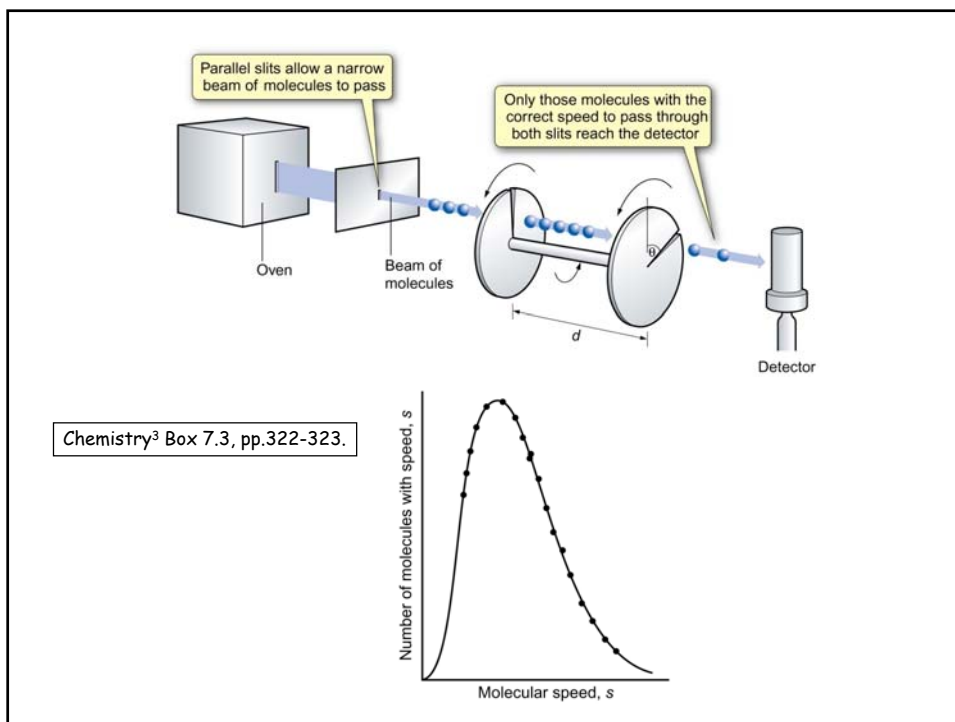 Parallel slits allow a narrow
beam of molecules to pass
Only those molecules with the
correct speed to pass through
both slits reach the detector
θ
Oven
Beam of
molecules
d
Detector
Chemistry³ Box 7.3, pp.322-323.
Number of molecules with speed, s
Molecular speed, s